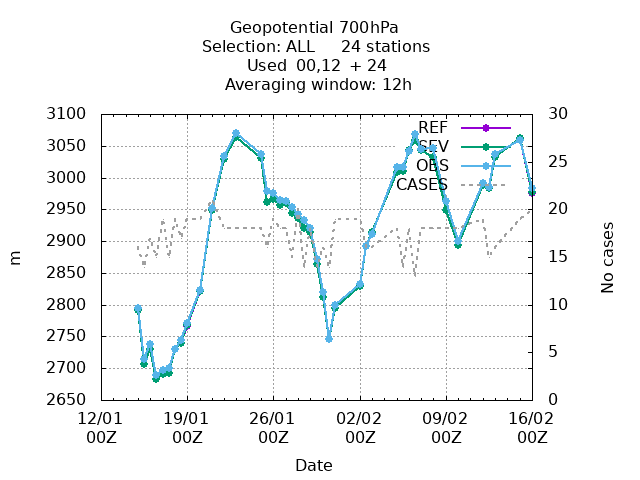 Geopotential 700hPa
Selection: ALL 24 stations
Used 00,12 + 24
Averaging window: 12h
3100
3050
3000
2950
2900
2850
2800
2750
2700
2650
m
30
25
20
15
10
5
0
No cases
REF
SFV
OBS
CASES
12/01 19/01 26/01 02/02 09/02 16/02
00Z 00Z 00Z 00Z 00Z 00Z
Date